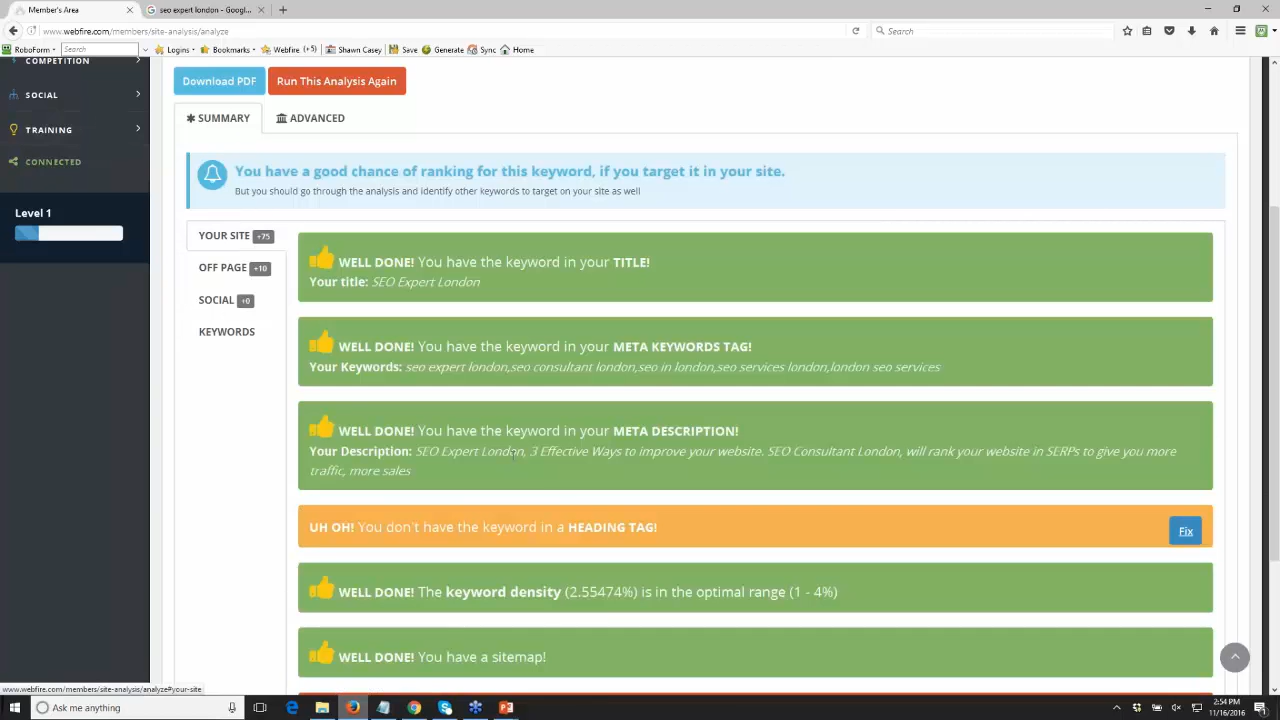 Member's Area
seo expert london - Googl...
www.webfire.com/members/site-analysis/analyze
Search
RoboForm
Search
Logins
Bookmarks
Webfire (+5)
Shawn Casey
Save
Generate
Sync
Home
COMPETITION
SOCIAL
TRAINING
CONNECTED
Level 1
Download PDF
Run This Analysis Again
SUMMARY
ADVANCED
You have a good chance of ranking for this keyword, if you target it in your site.
But you should go through the analysis and identify other keywords to target on your site as well
YOUR SITE +75
OFF PAGE +10
SOCIAL +0
KEYWORDS
WELL DONE! You have the keyword in your TITLE!
Your title: SEO Expert London
WELL DONE! You have the keyword in your META KEYWORDS TAG!
Your Keywords: seo expert london,seo consultant london,seo in london,seo services london,london seo services
WELL DONE! You have the keyword in your META DESCRIPTION!
Your Description: SEO Expert London, 3 Effective Ways to improve your website. SEO Consultant London, will rank your website in SERPs to give you more
traffic, more sales
UH OH! You don't have the keyword in a HEADING TAG!
Fix
WELL DONE! The keyword density (2.55474%) is in the optimal range (1 - 4%)
WELL DONE! You have a sitemap!
www.webfire.com/members/site-analysis/analyze#your-site
Ask me anything
2:54 PM
11/16/2016